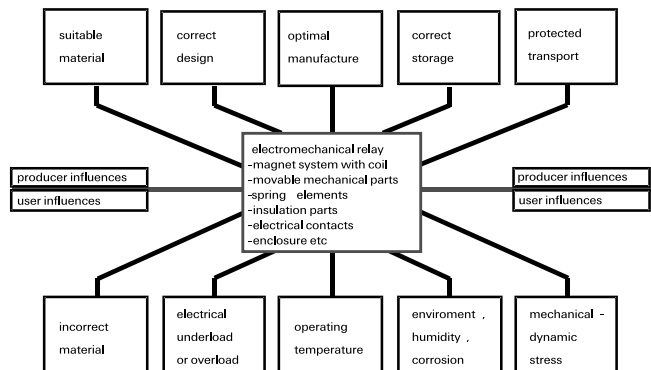 suitable
material
correct
design
optimal
manufacture
correct
storage
protected
transport
electromechanical relay
-magnet system with coil
-movable mechanical parts
-spring elements
-insulation parts
-electrical contacts
-enclosure etc
producer influences
user influences
producer influences
user influences
incorrect
material
electrical
underload
or overload
operating
temperature
enviroment ,
humidity ,
corrosion
mechanical -
dynamic
stress